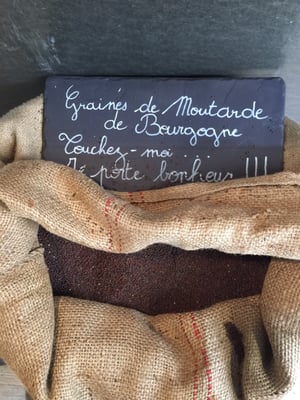 Graines de Moutarde
de Bourgogne
Touchez-moi...
Je porte bonheur !!!